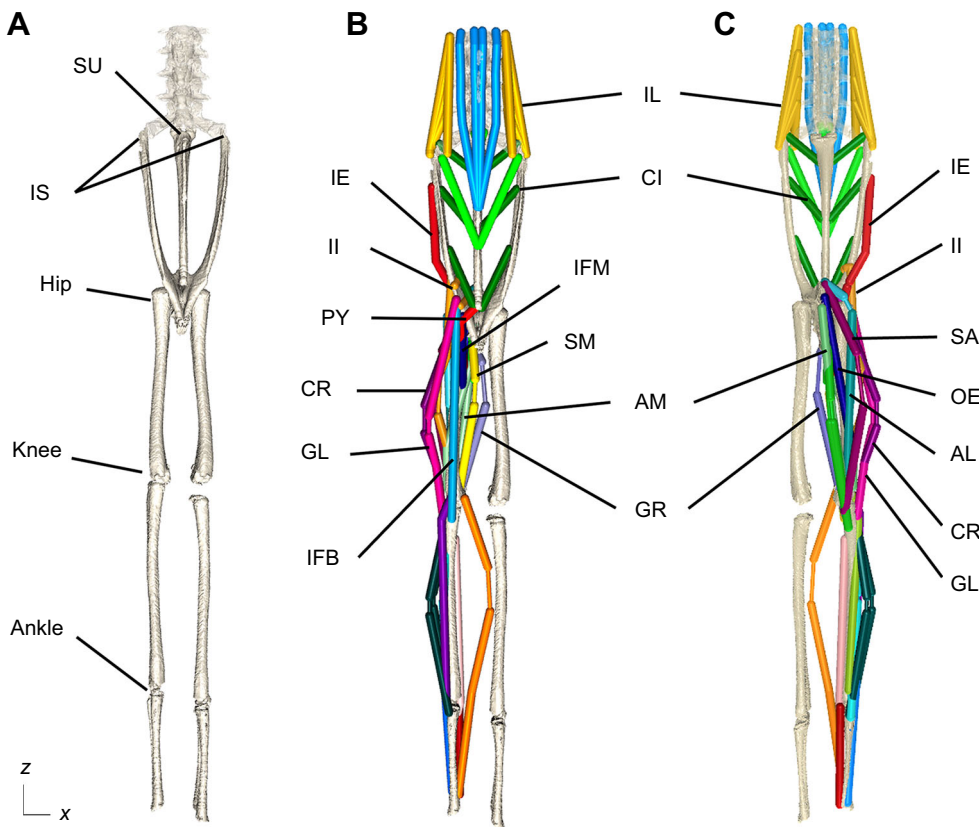 A
B
C
SU
IS
Hip
Knee
Ankle
z
x
IL
IE
CI
IE
II
IFM
II
PY
SM
SA
CR
AM
OE
GL
AL
GR
CR
IFB
GL